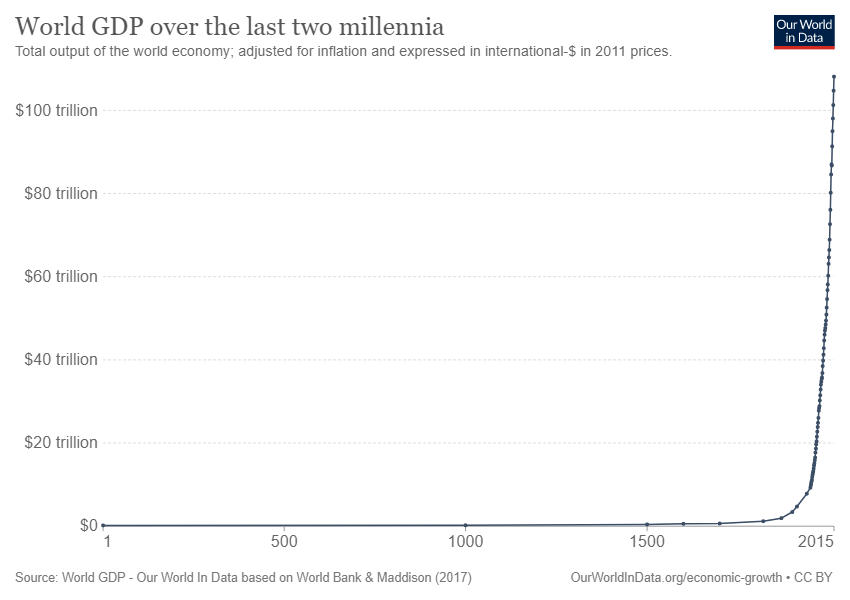 World GDP over the last two millennia
Total output of the world economy; adjusted for inflation and expressed in international-$ in 2011 prices.
Our World
in Data
$100 trillion
$80 trillion
$60 trillion
$40 trillion
$20 trillion
$0
1 500 1000 1500 2015
Source: World GDP - Our World In Data based on World Bank & Maddison (2017)
OurWorldInData.org/economic-growth • CC BY